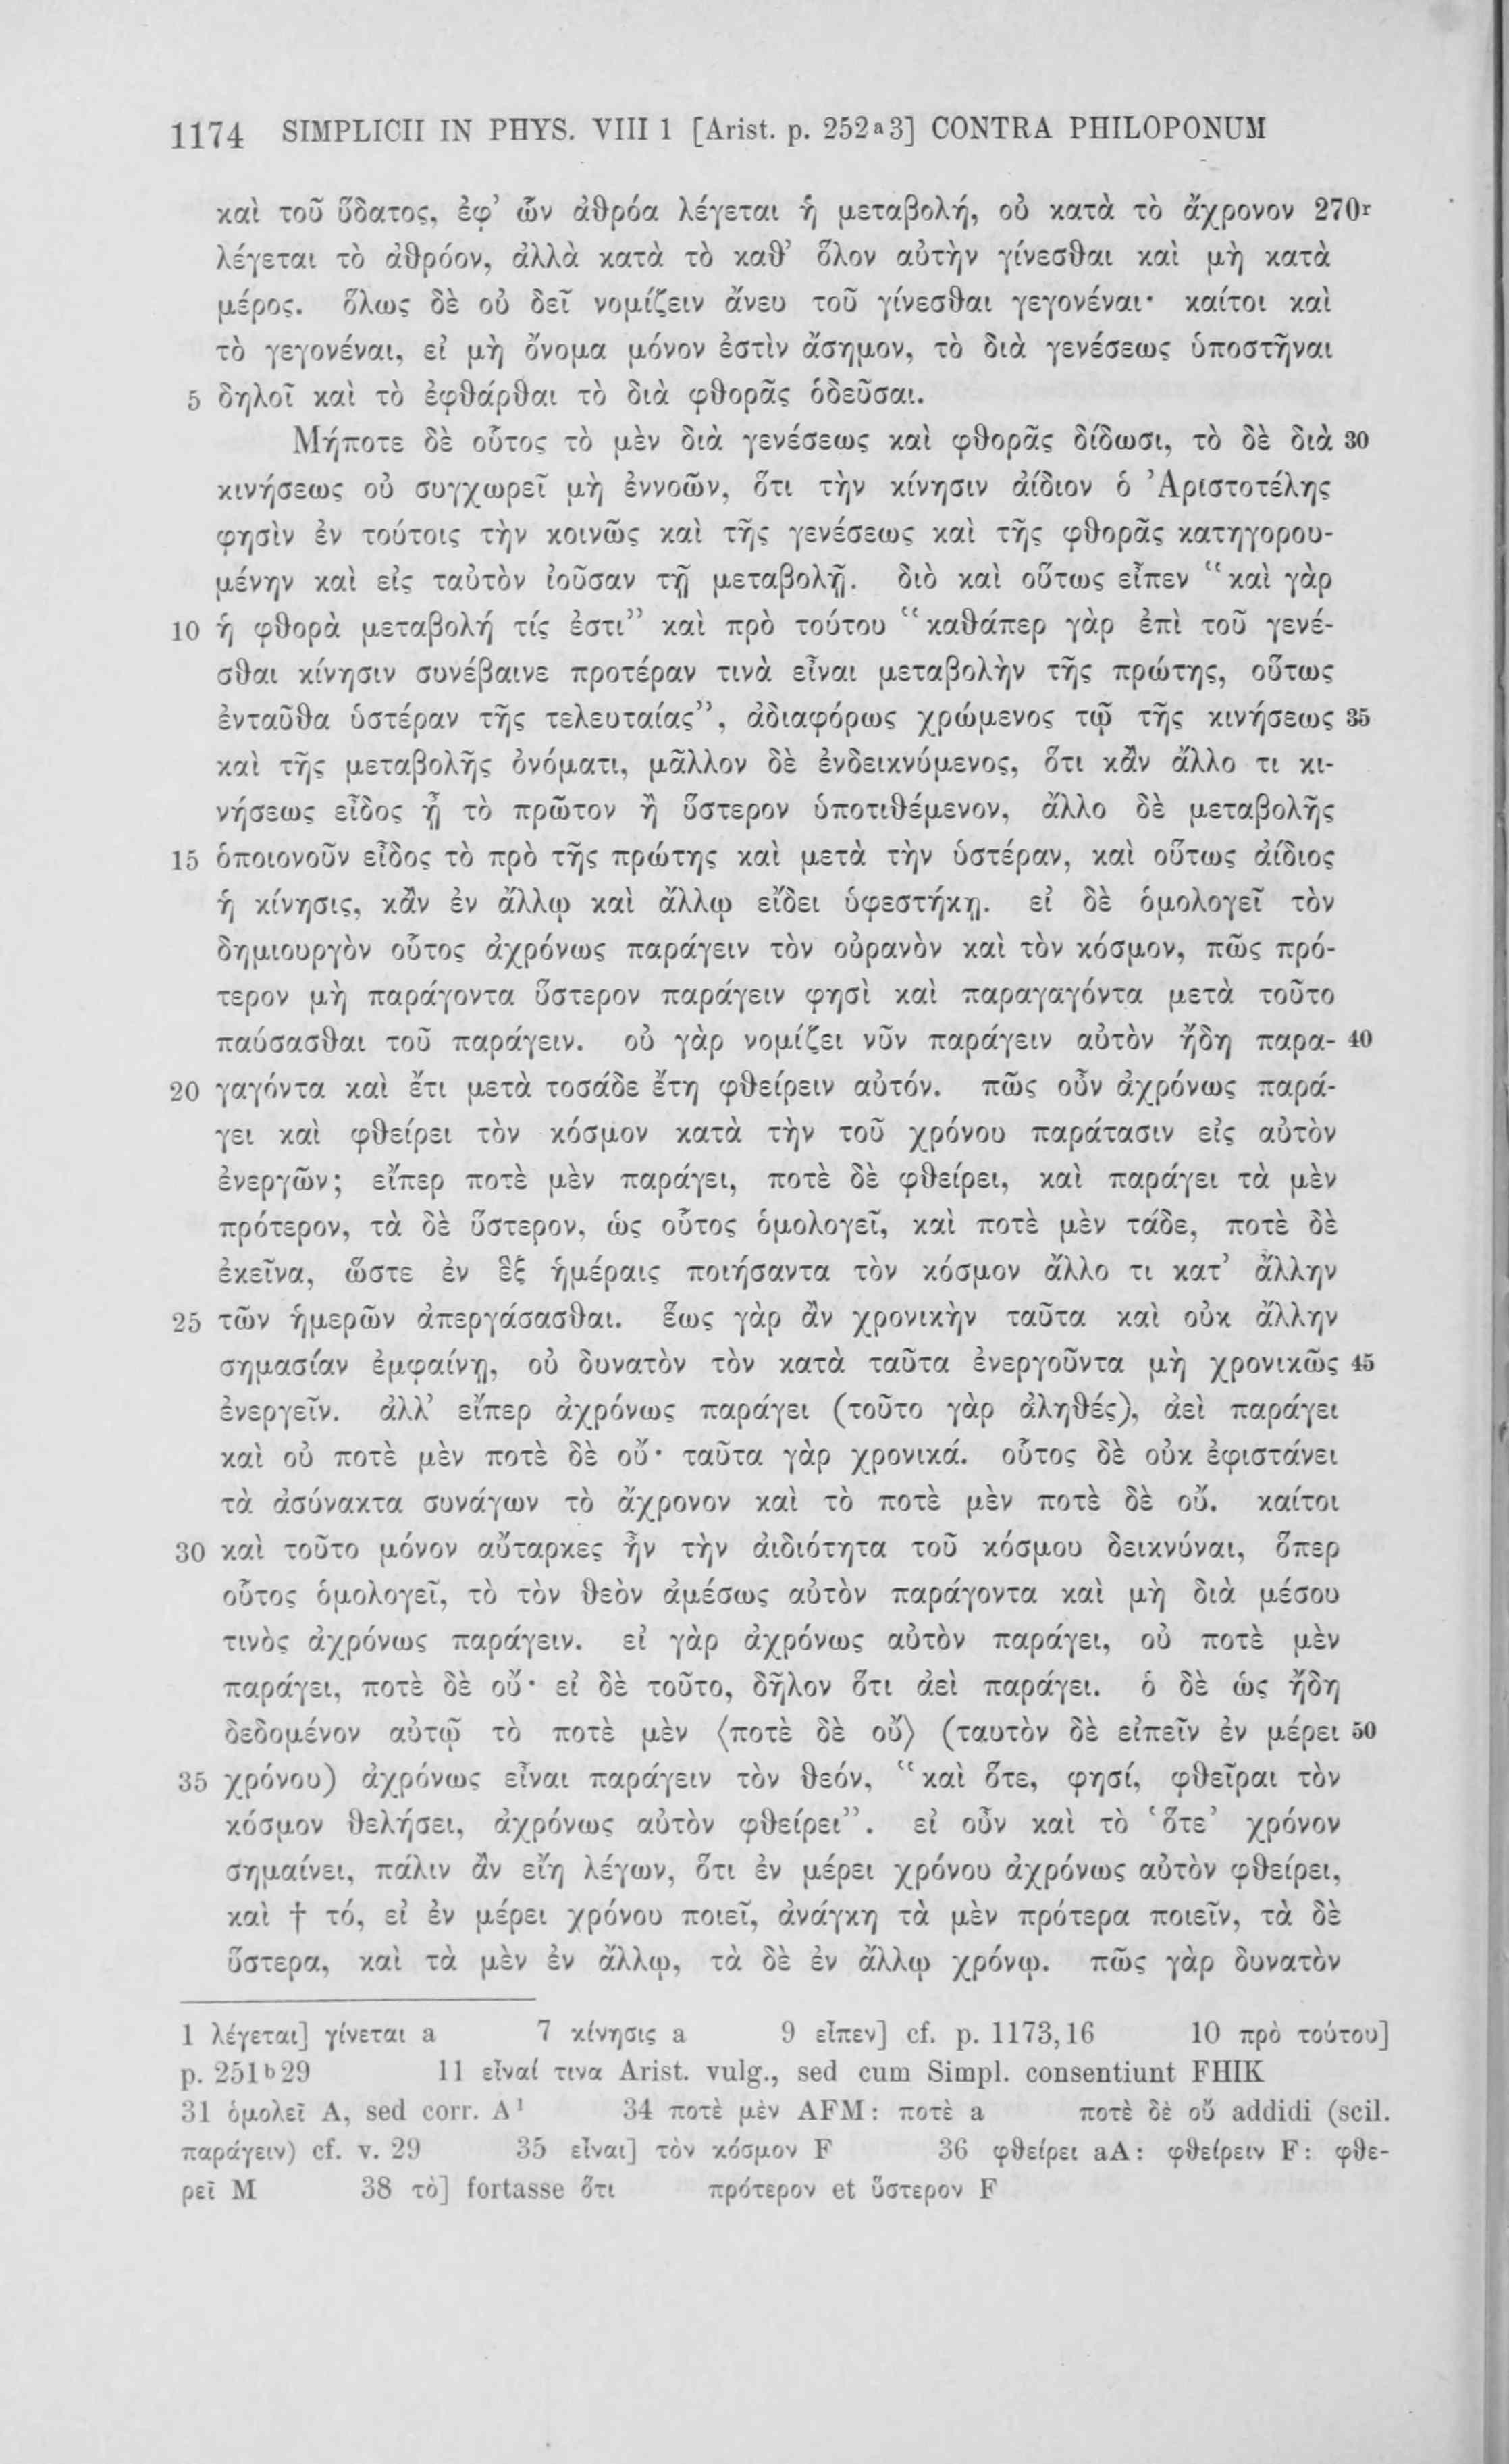 1174 SIMPLICII IN PHYS. VIII 1 [Arist. p. 252ᵃ3] CONTRA PHILOPONUM
καὶ τοῦ ὕδατος, ἐφ’ ὧν ἀθρόα λέγεται ἡ μεταβολή, οὐ κατὰ τὸ ἄχρονον 270ʳ
λέγεται τὸ ἀθρόον, ἀλλὰ κατὰ τὸ καθ’ ὅλον αὐτὴν γίνεσθαι καὶ μὴ κατὰ
μέρος. ὅλως δὲ οὐ δεῖ νομίζειν ἄνευ τοῦ γίνεσθαι γεγονέναι· καίτοι καὶ
τὸ γεγονέναι, εἰ μὴ ὄνομα μόνον ἐστὶν ἄσημον, τὸ διὰ γενέσεως ὑποστῆναι
5 δηλοῖ καὶ τὸ ἐφθάρθαι τὸ διὰ φθορᾶς ὁδεῦσαι.
Μήποτε δὲ οὗτος τὸ μὲν διὰ γενέσεως καὶ φθορᾶς δίδωσι, τὸ δὲ διὰ 30
κινήσεως οὐ συγχωρεῖ μὴ ἐννοῶν, ὅτι τὴν κίνησιν ἀίδιον ὁ Ἀριστοτέλης
φησὶν ἐν τούτοις τὴν κοινῶς καὶ τῆς γενέσεως καὶ τῆς φθορᾶς κατηγορου-
μένην καὶ εἰς ταὐτὸν ἰοῦσαν τῇ μεταβολῇ. διὸ καὶ οὕτως εἶπεν “καὶ γὰρ
10 ἡ φθορὰ μεταβολή τίς ἐστι” καὶ πρὸ τούτου “καθάπερ γὰρ ἐπὶ τοῦ γενέ-
σθαι κίνησιν συνέβαινε προτέραν τινὰ εἶναι μεταβολὴν τῆς πρώτης, οὕτως
ἐνταῦθα ὑστέραν τῆς τελευταίας”, ἀδιαφόρως χρώμενος τῷ τῆς κινήσεως 35
καὶ τῆς μεταβολῆς ὀνόματι, μᾶλλον δὲ ἐνδεικνύμενος, ὅτι κἂν ἄλλο τι κι-
νήσεως εἶδος ᾖ τὸ πρῶτον ἢ ὕστερον ὑποτιθέμενον, ἄλλο δὲ μεταβολῆς
15 ὁποιονοῦν εἶδος τὸ πρὸ τῆς πρώτης καὶ μετὰ τὴν ὑστέραν, καὶ οὕτως ἀίδιος
ἡ κίνησις, κἂν ἐν ἄλλῳ καὶ ἄλλῳ εἴδει ὑφεστήκῃ. εἰ δὲ ὁμολογεῖ τὸν
δημιουργὸν οὗτος ἀχρόνως παράγειν τὸν οὐρανὸν καὶ τὸν κόσμον, πῶς πρό-
τερον μὴ παράγοντα ὕστερον παράγειν φησὶ καὶ παραγαγόντα μετὰ τοῦτο
παύσασθαι τοῦ παράγειν. οὐ γὰρ νομίζει νῦν παράγειν αὐτὸν ἤδη παρα- 40
20 γαγόντα καὶ ἔτι μετὰ τοσάδε ἔτη φθείρειν αὐτόν. πῶς οὖν ἀχρόνως παρά-
γει καὶ φθείρει τὸν κόσμον κατὰ τὴν τοῦ χρόνου παράτασιν εἰς αὐτὸν
ἐνεργῶν; εἴπερ ποτὲ μὲν παράγει, ποτὲ δὲ φθείρει, καὶ παράγει τὰ μὲν
πρότερον, τὰ δὲ ὕστερον, ὡς οὗτος ὁμολογεῖ, καὶ ποτὲ μὲν τάδε, ποτὲ δὲ
ἐκεῖνα, ὥστε ἐν ἓξ ἡμέραις ποιήσαντα τὸν κόσμον ἄλλο τι κατ’ ἄλλην
25 τῶν ἡμερῶν ἀπεργάσασθαι. ἕως γὰρ ἂν χρονικὴν ταῦτα καὶ οὐκ ἄλλην
σημασίαν ἐμφαίνῃ, οὐ δυνατὸν τὸν κατὰ ταῦτα ἐνεργοῦντα μὴ χρονικῶς 45
ἐνεργεῖν. ἀλλ’ εἴπερ ἀχρόνως παράγει (τοῦτο γὰρ ἀληθές), ἀεὶ παράγει
καὶ οὐ ποτὲ μὲν ποτὲ δὲ οὔ· ταῦτα γὰρ χρονικά. οὗτος δὲ οὐκ ἐφιστάνει
τὰ ἀσύνακτα συνάγων τὸ ἄχρονον καὶ τὸ ποτὲ μὲν ποτὲ δὲ οὔ. καίτοι
30 καὶ τοῦτο μόνον αὔταρκες ἦν τὴν ἀιδιότητα τοῦ κόσμου δεικνύναι, ὅπερ
οὗτος ὁμολογεῖ, τὸ τὸν θεὸν ἀμέσως αὐτὸν παράγοντα καὶ μὴ διὰ μέσου
τινὸς ἀχρόνως παράγειν. εἰ γὰρ ἀχρόνως αὐτὸν παράγει, οὐ ποτὲ μὲν
παράγει, ποτὲ δὲ οὔ· εἰ δὲ τοῦτο, δῆλον ὅτι ἀεὶ παράγει. ὁ δὲ ὡς ἤδη
δεδομένον αὐτῷ τὸ ποτὲ μὲν ⟨ποτὲ δὲ οὔ⟩ (ταυτὸν δὲ εἰπεῖν ἐν μέρει 50
35 χρόνου) ἀχρόνως εἶναι παράγειν τὸν θεόν, “καὶ ὅτε, φησί, φθεῖραι τὸν
κόσμον θελήσει, ἀχρόνως αὐτὸν φθείρει”. εἰ οὖν καὶ τὸ ‘ὅτε’ χρόνον
σημαίνει, πάλιν ἂν εἴη λέγων, ὅτι ἐν μέρει χρόνου ἀχρόνως αὐτὸν φθείρει,
καὶ † τό, εἰ ἐν μέρει χρόνου ποιεῖ, ἀνάγκη τὰ μὲν πρότερα ποιεῖν, τὰ δὲ
ὕστερα, καὶ τὰ μὲν ἐν ἄλλῳ, τὰ δὲ ἐν ἄλλῳ χρόνῳ. πῶς γὰρ δυνατὸν
1 λέγεται] γίνεται a 7 κίνησις a 9 εἶπεν] cf. p. 1173,16 10 πρὸ τούτου]
p. 251ᵇ29 11 εἶναί τινα Arist. vulg., sed cum Simpl. consentiunt FHIK
31 ὁμολεῖ A, sed corr. A¹ 34 ποτὲ μὲν AFM: ποτὲ a ποτὲ δὲ οὔ addidi (scil.
παράγειν) cf. v. 29 35 εἶναι] τὸν κόσμον F 36 φθείρει aA: φθείρειν F: φθε-
ρεῖ M 38 τὸ] fortasse ὅτι πρότερον et ὕστερον F